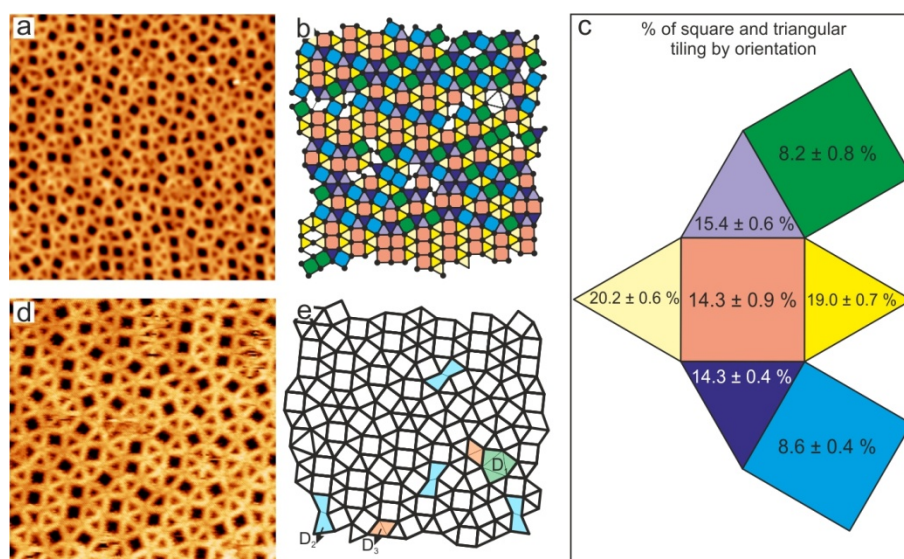 a
b
c
% of square and triangular
tiling by orientation
8.2 ± 0.8 %
15.4 ± 0.6 %
20.2 ± 0.6 %
14.3 ± 0.9 %
19.0 ± 0.7 %
14.3 ± 0.4 %
8.6 ± 0.4 %
d
e
D
D₂
D₃